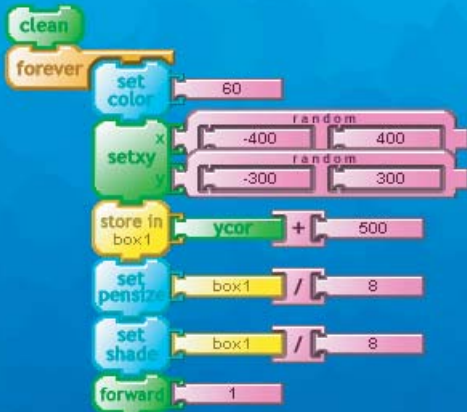 clean
forever
set color 60
random
x -400 400
setxy
random
y -300 300
store in box1 ycor + 500
set pensize box1 / 8
set shade box1 / 8
forward 1